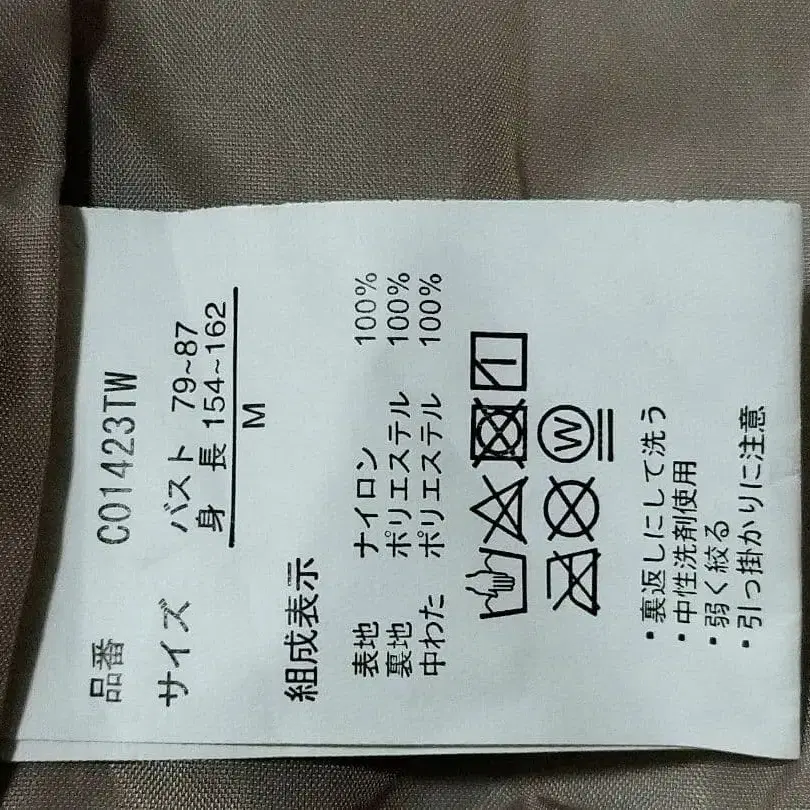 品番 C01423TW
サイズ バスト 79~87
身長 154~162
M
組成表示
表地 ナイロン 100%
裏地 ポリエステル 100%
中わた ポリエステル 100%
W
・裏返しにして洗う
・中性洗剤使用
・弱く絞る
・引っ掛かりに注意